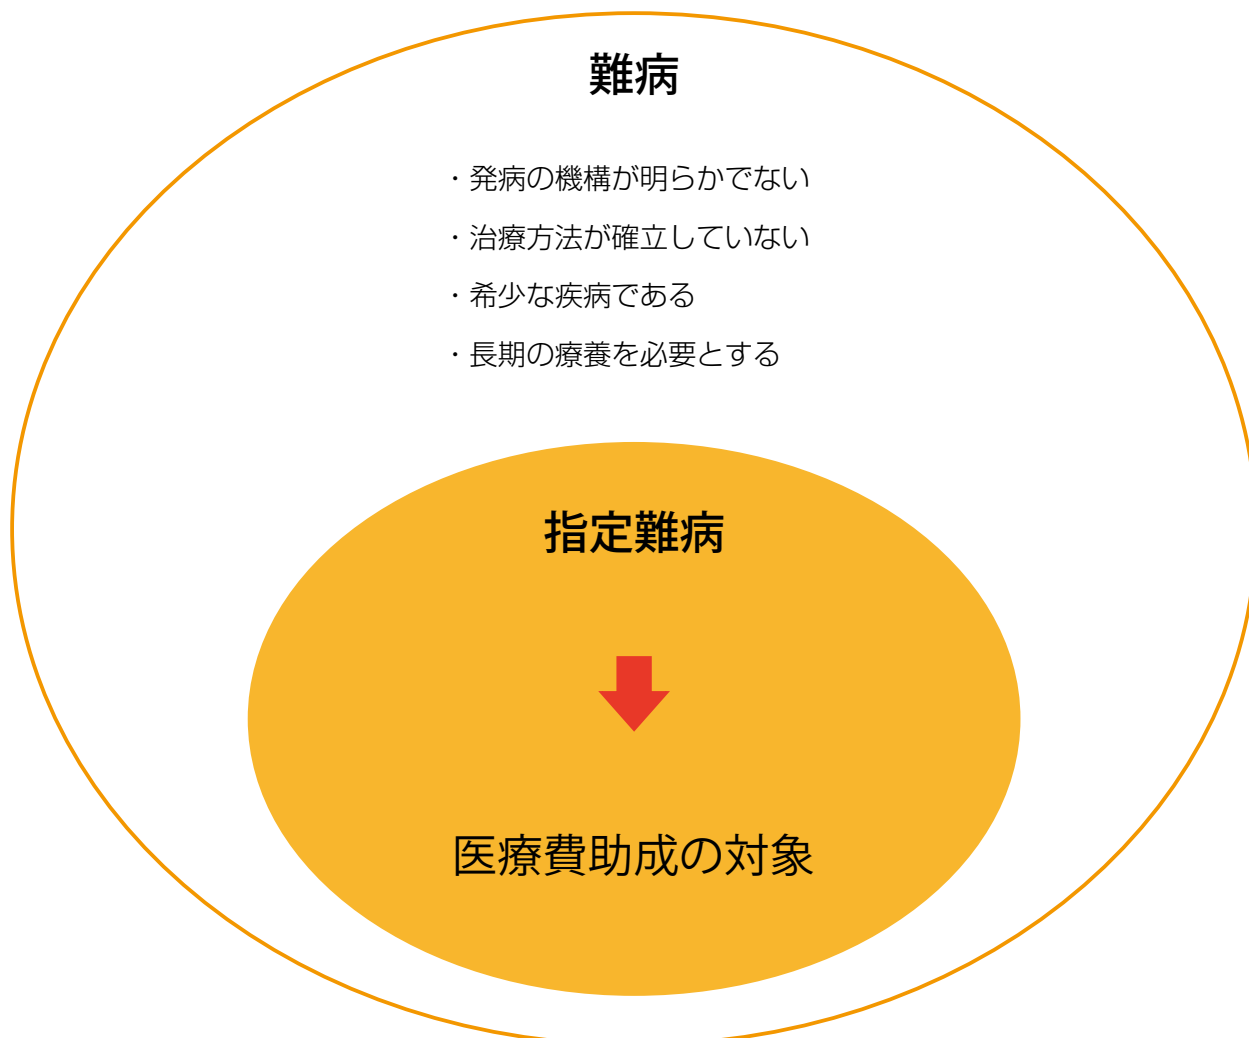 難病
・発病の機構が明らかでない
・治療方法が確立していない
・希少な疾病である
・長期の療養を必要とする
指定難病
医療費助成の対象